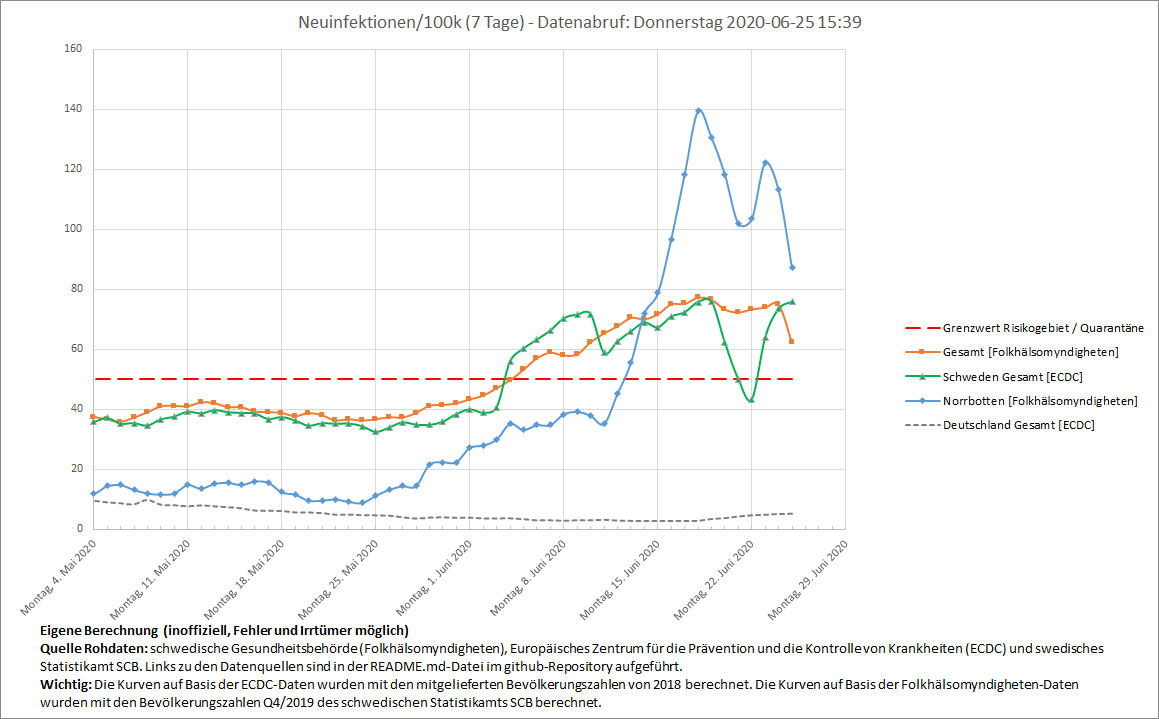 Neuinfektionen/100k (7 Tage) - Datenabruf: Donnerstag 2020-06-25 15:39
160
140
120
100
80
60
40
20
0
Montag, 4. Mai 2020
Montag, 11. Mai 2020
Montag, 18. Mai 2020
Montag, 25. Mai 2020
Montag, 1. Juni 2020
Montag, 8. Juni 2020
Montag, 15. Juni 2020
Montag, 22. Juni 2020
Montag, 29. Juni 2020
Grenzwert Risikogebiet / Quarantäne
Gesamt [Folkhälsomyndigheten]
Schweden Gesamt [ECDC]
Norrbotten [Folkhälsomyndigheten]
Deutschland Gesamt [ECDC]
Eigene Berechnung (inoffiziell, Fehler und Irrtümer möglich)
Quelle Rohdaten: schwedische Gesundheitsbehörde (Folkhälsomyndigheten), Europäisches Zentrum für die Prävention und die Kontrolle von Krankheiten (ECDC) und swedisches
Statistikamt SCB. Links zu den Datenquellen sind in der README.md-Datei im github-Repository aufgeführt.
Wichtig: Die Kurven auf Basis der ECDC-Daten wurden mit den mitgelieferten Bevölkerungszahlen von 2018 berechnet. Die Kurven auf Basis der Folkhälsomyndigheten-Daten
wurden mit den Bevölkerungszahlen Q4/2019 des schwedischen Statistikamts SCB berechnet.